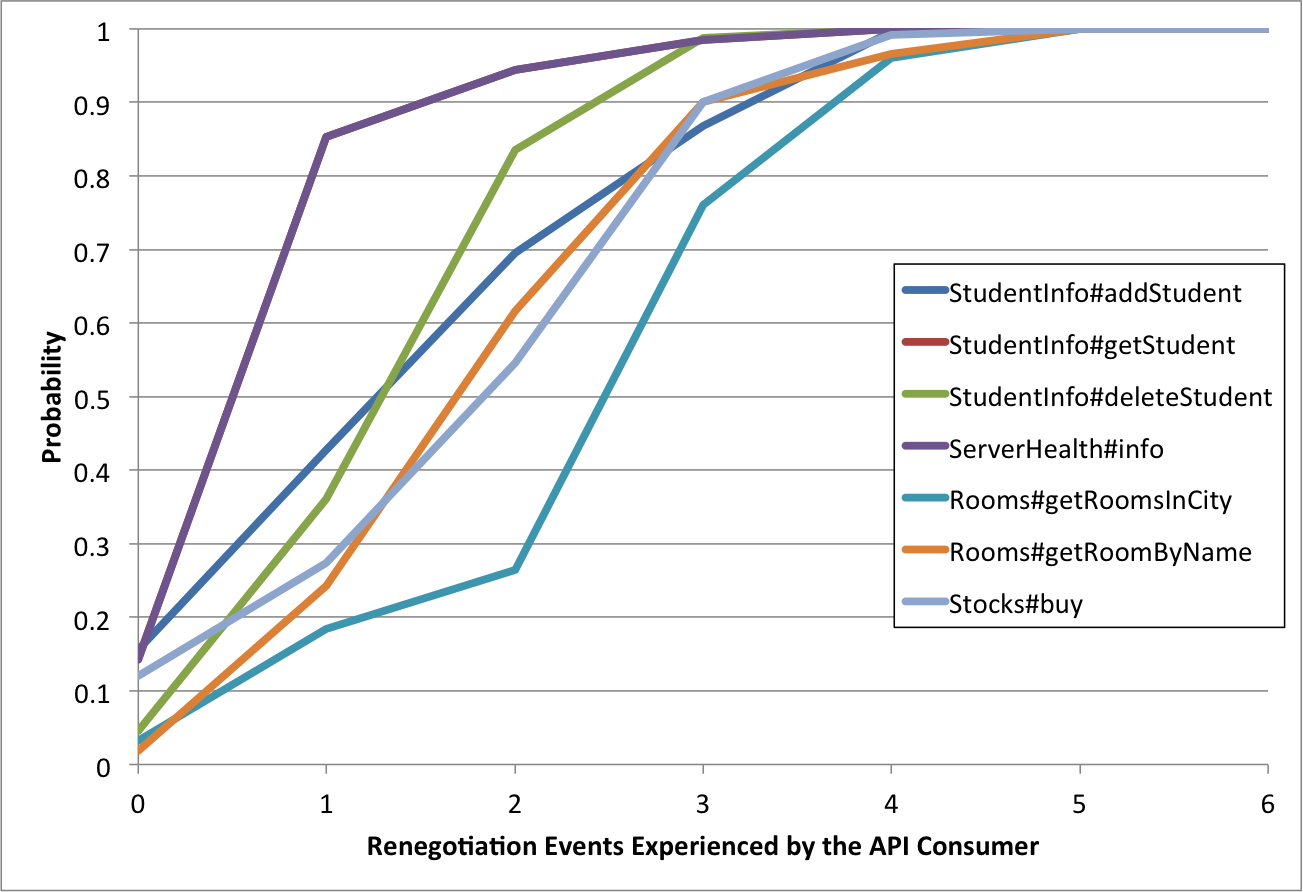 1
0.9
0.8
0.7
0.6
0.5
0.4
0.3
0.2
0.1
0
Probability
0 1 2 3 4 5 6
Renegotiation Events Experienced by the API Consumer
StudentInfo#addStudent
StudentInfo#getStudent
StudentInfo#deleteStudent
ServerHealth#info
Rooms#getRoomsInCity
Rooms#getRoomByName
Stocks#buy